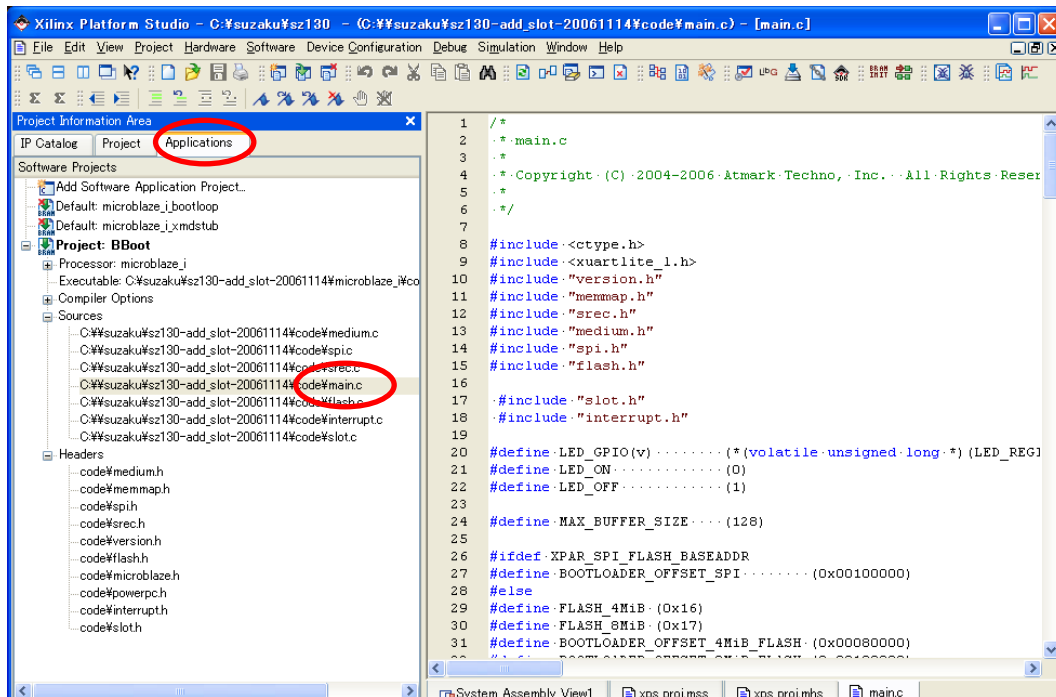 Xilinx Platform Studio - C:¥suzaku¥sz130 - (C:¥¥suzaku¥sz130-add_slot-20061114¥code¥main.c) - [main.c]
File Edit View Project Hardware Software Device Configuration Debug Simulation Window Help
Project Information Area
IP Catalog Project Applications
Software Projects
Add Software Application Project...
Default: microblaze_i_bootloop
Default: microblaze_i_xmdstub
Project: BBoot
Processor: microblaze_i
Executable: C:¥suzaku¥sz130-add_slot-20061114¥microblaze_i¥co
Compiler Options
Sources
C:¥¥suzaku¥sz130-add_slot-20061114¥code¥medium.c
C:¥¥suzaku¥sz130-add_slot-20061114¥code¥spi.c
C:¥¥suzaku¥sz130-add_slot-20061114¥code¥srec.c
C:¥¥suzaku¥sz130-add_slot-20061114¥code¥main.c
C:¥¥suzaku¥sz130-add_slot-20061114¥code¥flash.c
C:¥¥suzaku¥sz130-add_slot-20061114¥code¥interrupt.c
C:¥¥suzaku¥sz130-add_slot-20061114¥code¥slot.c
Headers
code¥medium.h
code¥memmap.h
code¥spi.h
code¥srec.h
code¥version.h
code¥flash.h
code¥microblaze.h
code¥powerpc.h
code¥interrupt.h
code¥slot.h
1 /*
2 ·*·main.c
3 ·*
4 ·*·Copyright·(C)·2004-2006·Atmark·Techno,·Inc.··All·Rights·Reser
5 ·*
6 ·*/
7
8 #include·<ctype.h>
9 #include·<xuartlite_l.h>
10 #include·"version.h"
11 #include·"memmap.h"
12 #include·"srec.h"
13 #include·"medium.h"
14 #include·"spi.h"
15 #include·"flash.h"
16
17 ·#include·"slot.h"
18 ·#include·"interrupt.h"
19
20 #define·LED_GPIO(v)········(*(volatile·unsigned·long·*)(LED_REGI
21 #define·LED_ON·············(0)
22 #define·LED_OFF············(1)
23
24 #define·MAX_BUFFER_SIZE····(128)
25
26 #ifdef·XPAR_SPI_FLASH_BASEADDR
27 #define·BOOTLOADER_OFFSET_SPI········(0x00100000)
28 #else
29 #define·FLASH_4MiB·(0x16)
30 #define·FLASH_8MiB·(0x17)
31 #define·BOOTLOADER_OFFSET_4MiB_FLASH·(0x00080000)
System Assembly View1 xps_proj.mss xps_proj.mhs main.c